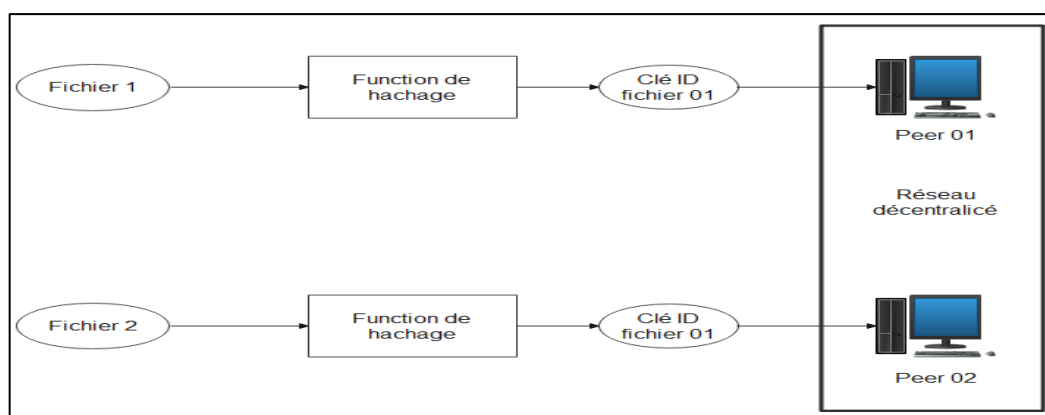 Fichier 1
Function de
hachage
Clé ID
fichier 01
Peer 01
Réseau
décentralicé
Fichier 2
Function de
hachage
Clé ID
fichier 01
Peer 02